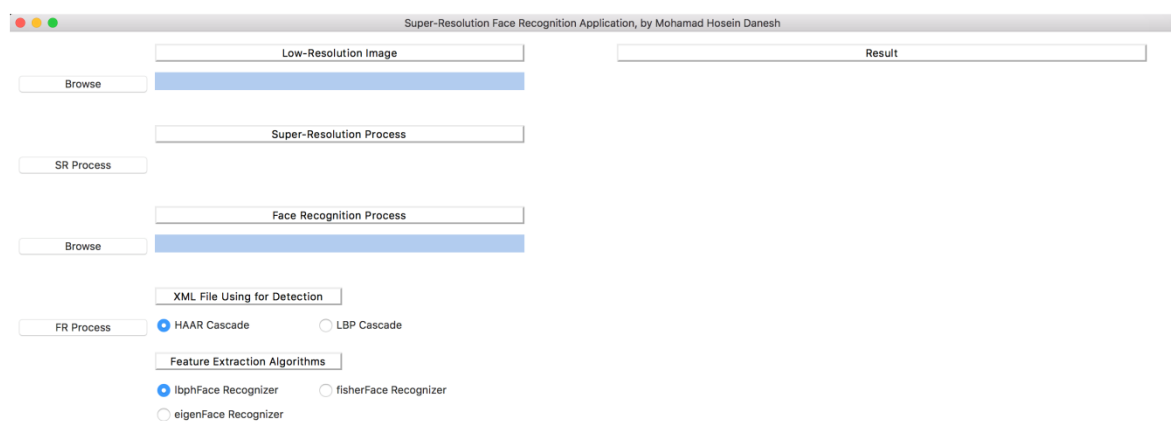 Super-Resolution Face Recognition Application, by Mohamad Hosein Danesh
Low-Resolution Image
Result
Browse
Super-Resolution Process
SR Process
Face Recognition Process
Browse
XML File Using for Detection
FR Process
HAAR Cascade
LBP Cascade
Feature Extraction Algorithms
lbphFace Recognizer
fisherFace Recognizer
eigenFace Recognizer